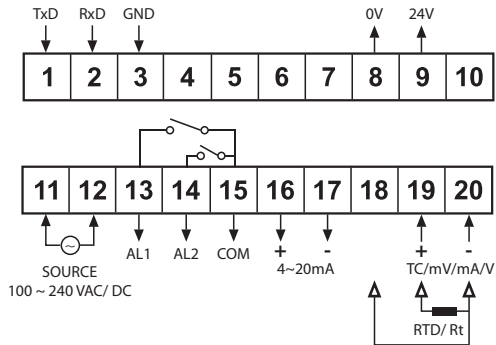 TxD RxD GND 0V 24V
1 2 3 4 5 6 7 8 9 10
11 12 13 14 15 16 17 18 19 20
AL1 AL2 COM + - + -
SOURCE 4~20mA TC/mV/mA/V
100 ~ 240 VAC/ DC
RTD/ Rt